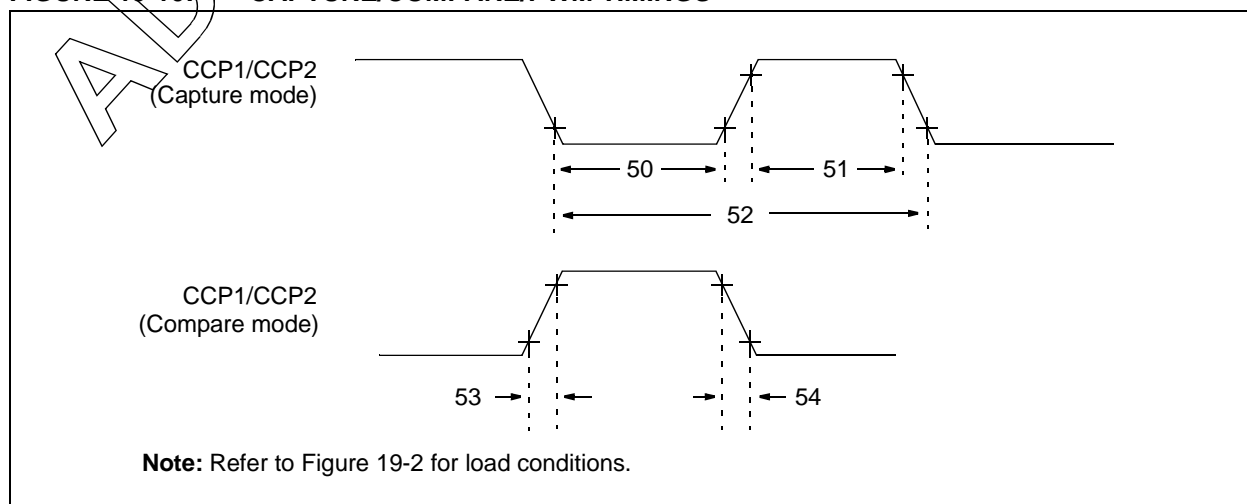 CCP1/CCP2
(Capture mode)
50
51
52
CCP1/CCP2
(Compare mode)
53
54
Note: Refer to Figure 19-2 for load conditions.